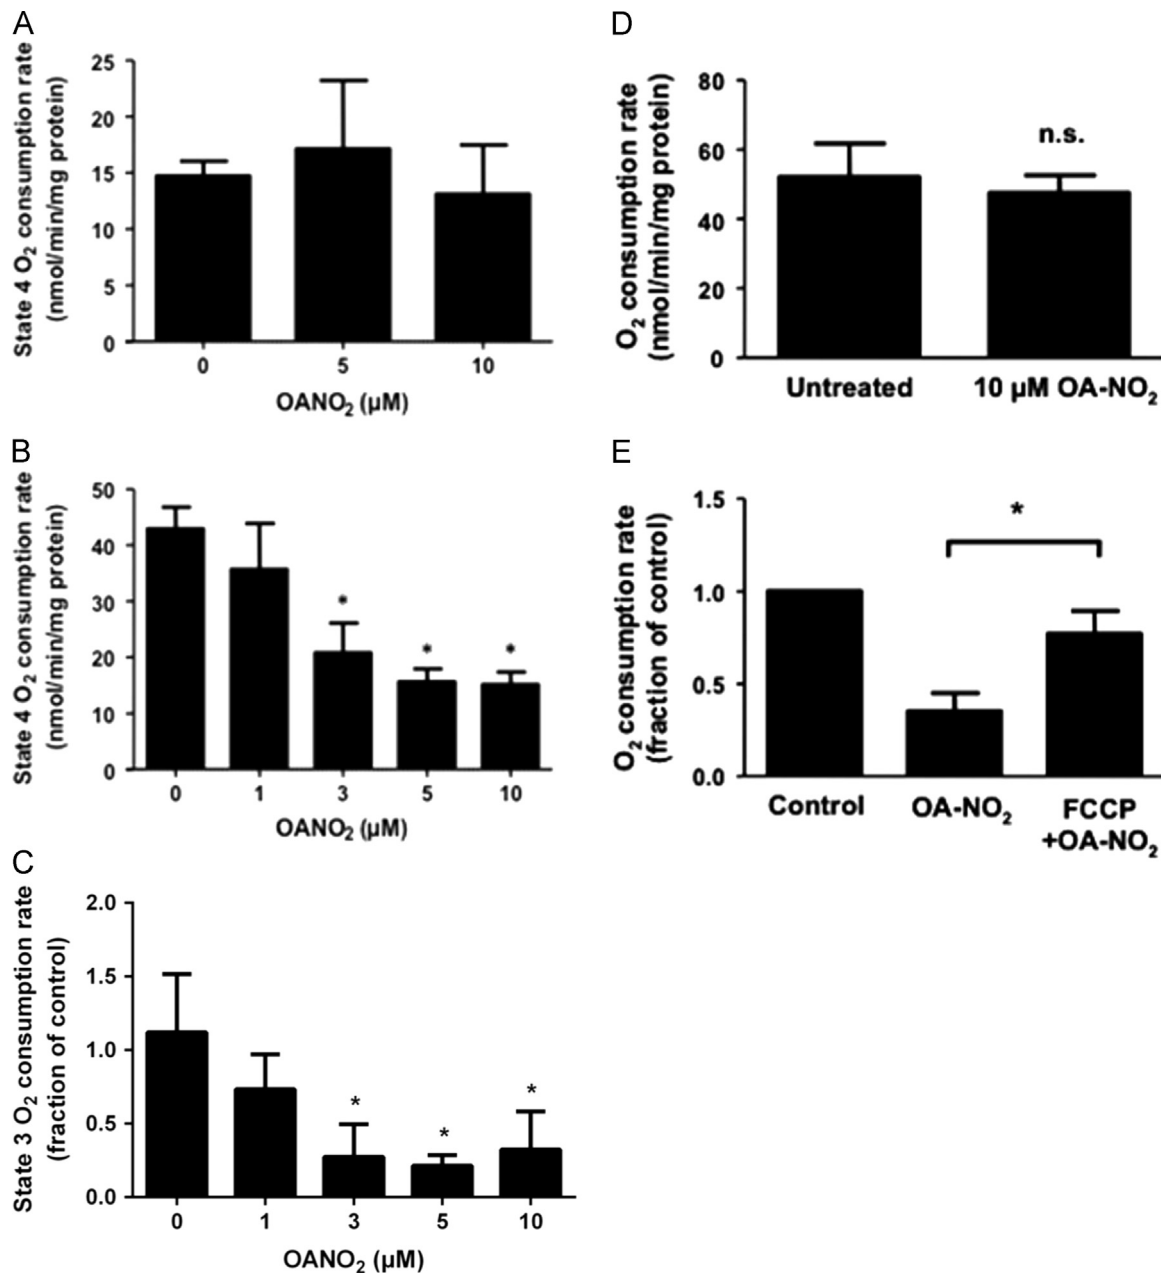 A
State 4 O₂ consumption rate
(nmol/min/mg protein)
25
20
15
10
5
0
0 5 10
OANO₂ (µM)
B
State 4 O₂ consumption rate
(nmol/min/mg protein)
50
40
30
20
10
0
* * *
0 1 3 5 10
OANO₂ (µM)
C
State 3 O₂ consumption rate
(fraction of control)
2.0
1.5
1.0
0.5
0.0
* * *
0 1 3 5 10
OANO₂ (µM)
D
O₂ consumption rate
(nmol/min/mg protein)
80
60
40
20
0
n.s.
Untreated 10 µM OA-NO₂
E
O₂ consumption rate
(fraction of control)
1.5
1.0
0.5
0.0
*
Control OA-NO₂ FCCP
+OA-NO₂